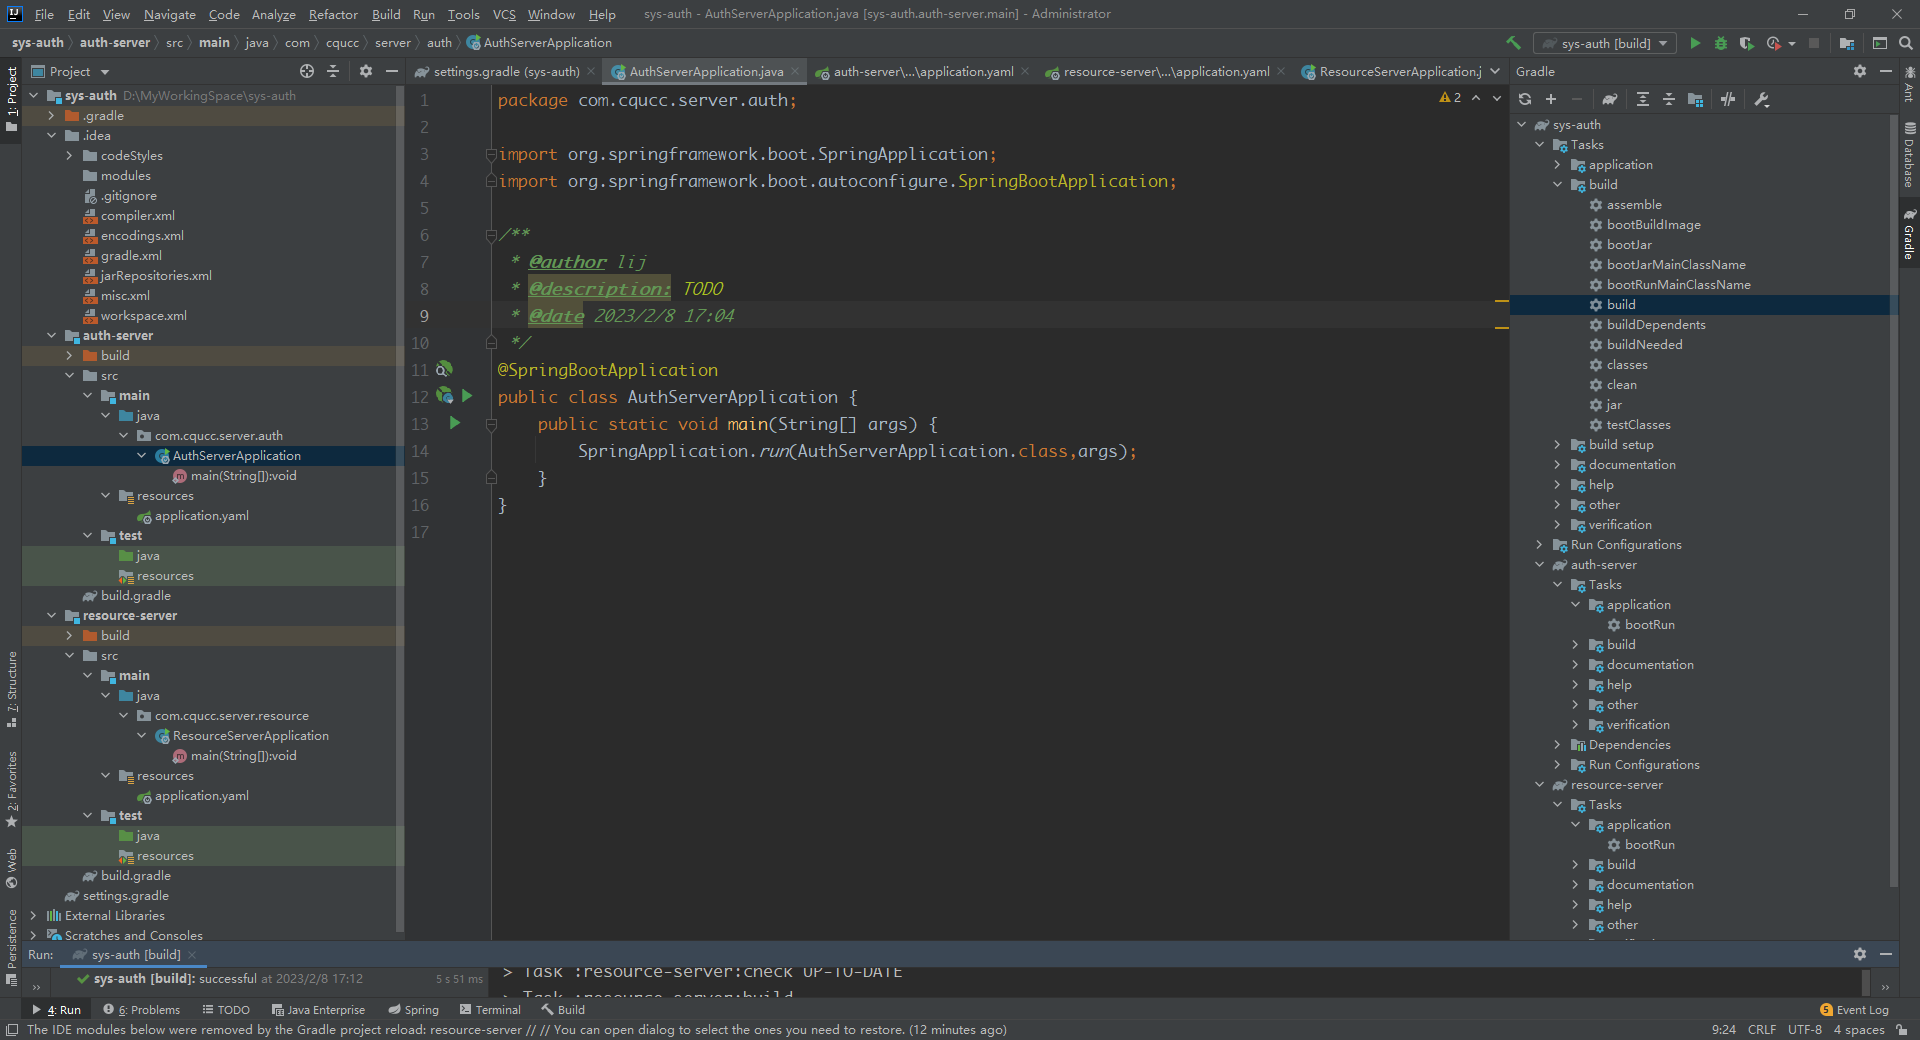 File Edit View Navigate Code Analyze Refactor Build Run Tools VCS Window Help sys-auth - AuthServerApplication.java [sys-auth.auth-server.main] - Administrator
sys-auth auth-server src main java com cqucc server auth AuthServerApplication sys-auth [build]
Project
settings.gradle (sys-auth) AuthServerApplication.java auth-server\...\application.yaml resource-server\...\application.yaml ResourceServerApplication.j
Gradle
1: Project
7: Structure
2: Favorites
Web
Persistence
sys-auth D:\MyWorkingSpace\sys-auth
.gradle
.idea
codeStyles
modules
.gitignore
compiler.xml
encodings.xml
gradle.xml
jarRepositories.xml
misc.xml
workspace.xml
auth-server
build
src
main
java
com.cqucc.server.auth
AuthServerApplication
main(String[]):void
resources
application.yaml
test
java
resources
build.gradle
resource-server
build
src
main
java
com.cqucc.server.resource
ResourceServerApplication
main(String[]):void
resources
application.yaml
test
java
resources
build.gradle
settings.gradle
External Libraries
Scratches and Consoles
2
1 package com.cqucc.server.auth;
2
3 import org.springframework.boot.SpringApplication;
4 import org.springframework.boot.autoconfigure.SpringBootApplication;
5
6 /**
7 * @author lij
8 * @description: TODO
9 * @date 2023/2/8 17:04
10 */
11 @SpringBootApplication
12 public class AuthServerApplication {
13 public static void main(String[] args) {
14 SpringApplication.run(AuthServerApplication.class,args);
15 }
16 }
17
sys-auth
Tasks
application
build
assemble
bootBuildImage
bootJar
bootJarMainClassName
bootRunMainClassName
build
buildDependents
buildNeeded
classes
clean
jar
testClasses
build setup
documentation
help
other
verification
Run Configurations
auth-server
Tasks
application
bootRun
build
documentation
help
other
verification
Dependencies
Run Configurations
resource-server
Tasks
application
bootRun
build
documentation
help
other
Ant
Database
Gradle
Run: sys-auth [build]
sys-auth [build]: successful at 2023/2/8 17:12 5 s 51 ms
> Task :resource-server:check UP-TO-DATE
> Task :resource-server:build
4: Run 6: Problems TODO Java Enterprise Spring Terminal Build 5 Event Log
The IDE modules below were removed by the Gradle project reload: resource-server // // You can open dialog to select the ones you need to restore. (12 minutes ago) 9:24 CRLF UTF-8 4 spaces